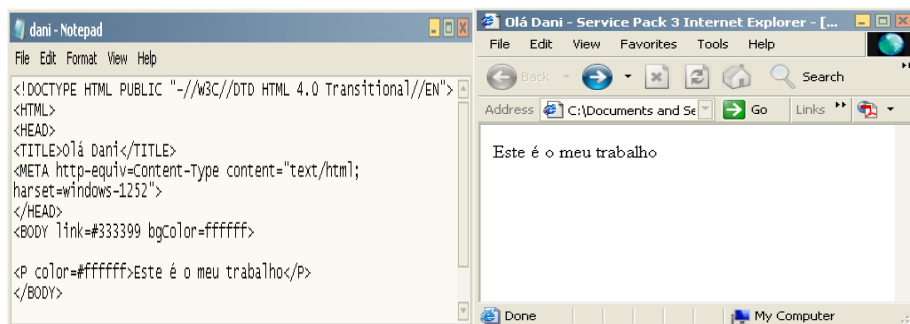 dani - Notepad
File Edit Format View Help
<!DOCTYPE HTML PUBLIC "-//W3C//DTD HTML 4.0 Transitional//EN">
<HTML>
<HEAD>
<TITLE>Olá Dani</TITLE>
<META http-equiv=Content-Type content="text/html;
harset=windows-1252">
</HEAD>
<BODY link=#333399 bgColor=ffffff>
<P color=#ffffff>Este é o meu trabalho</P>
</BODY>
Olá Dani - Service Pack 3 Internet Explorer - [...
File Edit View Favorites Tools Help
Back Search
Address C:\Documents and Se Go Links
Este é o meu trabalho
Done My Computer